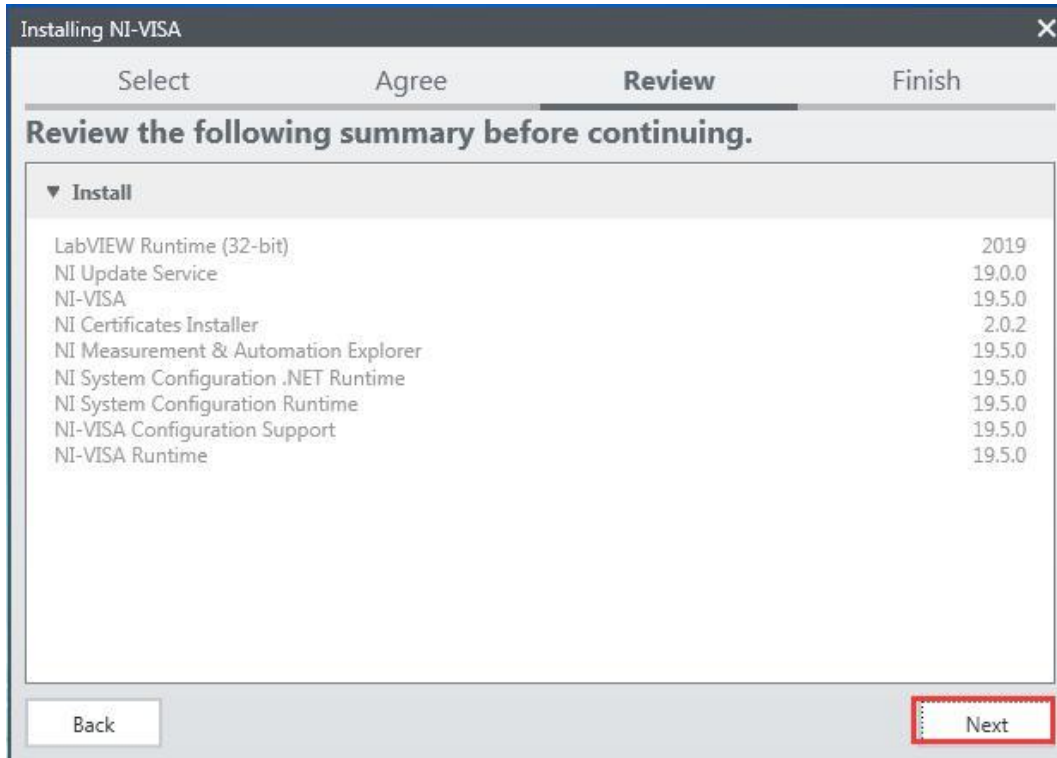 Installing NI-VISA
Select Agree Review Finish
Review the following summary before continuing.
Install
LabVIEW Runtime (32-bit) 2019
NI Update Service 19.0.0
NI-VISA 19.5.0
NI Certificates Installer 2.0.2
NI Measurement & Automation Explorer 19.5.0
NI System Configuration .NET Runtime 19.5.0
NI System Configuration Runtime 19.5.0
NI-VISA Configuration Support 19.5.0
NI-VISA Runtime 19.5.0
Back Next